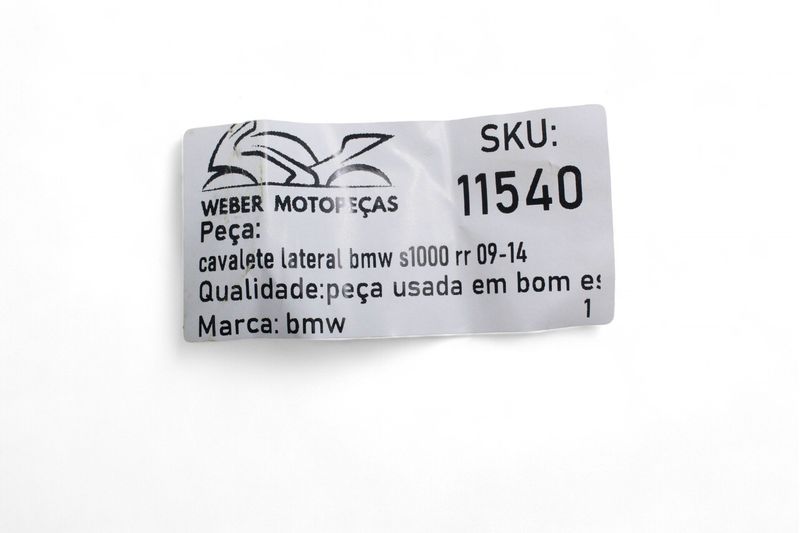 WEBER MOTOPEÇAS
SKU:
11540
Peça:
cavalete lateral bmw s1000 rr 09-14
Qualidade:peça usada em bom es
1
Marca: bmw